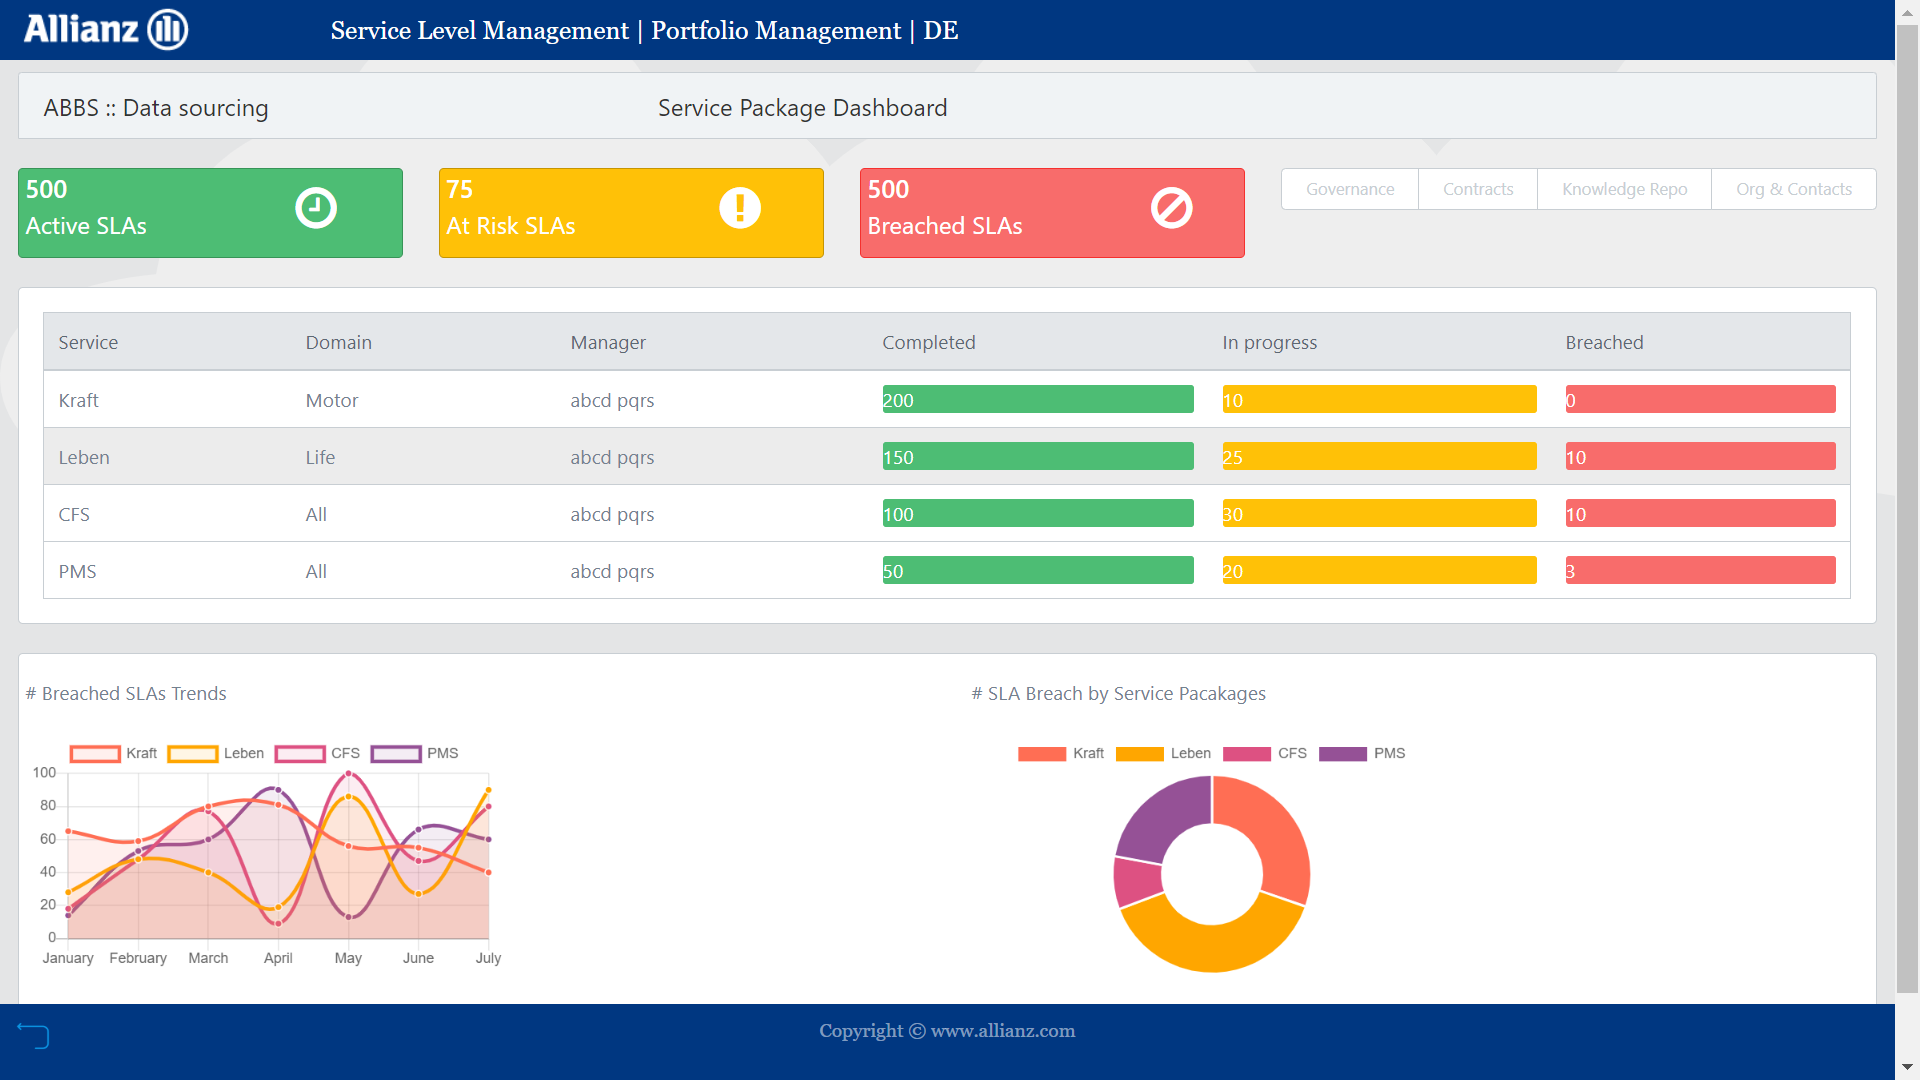 Allianz
Service Level Management | Portfolio Management | DE
ABBS :: Data sourcing
Service Package Dashboard
500
Active SLAs
75
At Risk SLAs
500
Breached SLAs
Governance
Contracts
Knowledge Repo
Org & Contacts
Service Domain Manager Completed In progress Breached
Kraft Motor abcd pqrs 200 10 0
Leben Life abcd pqrs 150 25 10
CFS All abcd pqrs 100 30 10
PMS All abcd pqrs 50 20 3
# Breached SLAs Trends
Kraft Leben CFS PMS
100
80
60
40
20
0
January February March April May June July
# SLA Breach by Service Pacakages
Kraft Leben CFS PMS
Copyright © www.allianz.com